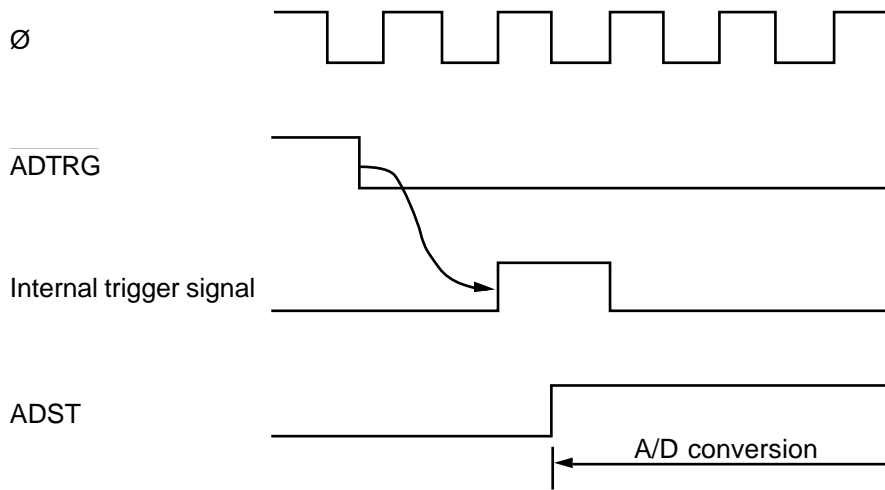 Ø
ADTRG
Internal trigger signal
ADST
A/D conversion